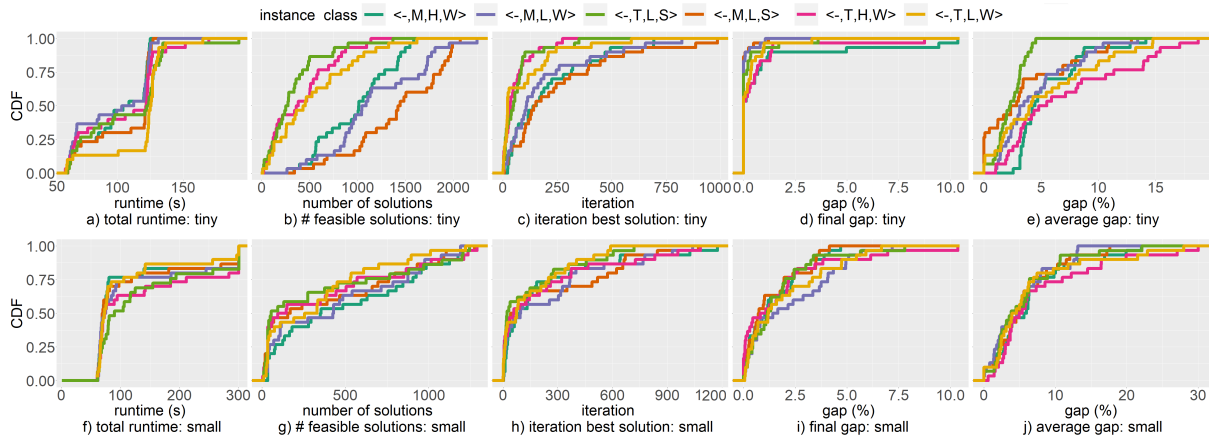 instance class <-,M,H,W> <-,M,L,W> <-,T,L,S> <-,M,L,S> <-,T,H,W> <-,T,L,W>
CDF
1.00
0.75
0.50
0.25
0.00
50 100 150
runtime (s)
a) total runtime: tiny
0 500 1000 1500 2000
number of solutions
b) # feasible solutions: tiny
0 250 500 750 1000
iteration
c) iteration best solution: tiny
0.0 2.5 5.0 7.5 10.0
gap (%)
d) final gap: tiny
0 5 10 15
gap (%)
e) average gap: tiny
CDF
1.00
0.75
0.50
0.25
0.00
0 100 200 300
runtime (s)
f) total runtime: small
0 500 1000
number of solutions
g) # feasible solutions: small
0 300 600 900 1200
iteration
h) iteration best solution: small
0.0 2.5 5.0 7.5 10.0
gap (%)
i) final gap: small
0 10 20 30
gap (%)
j) average gap: small